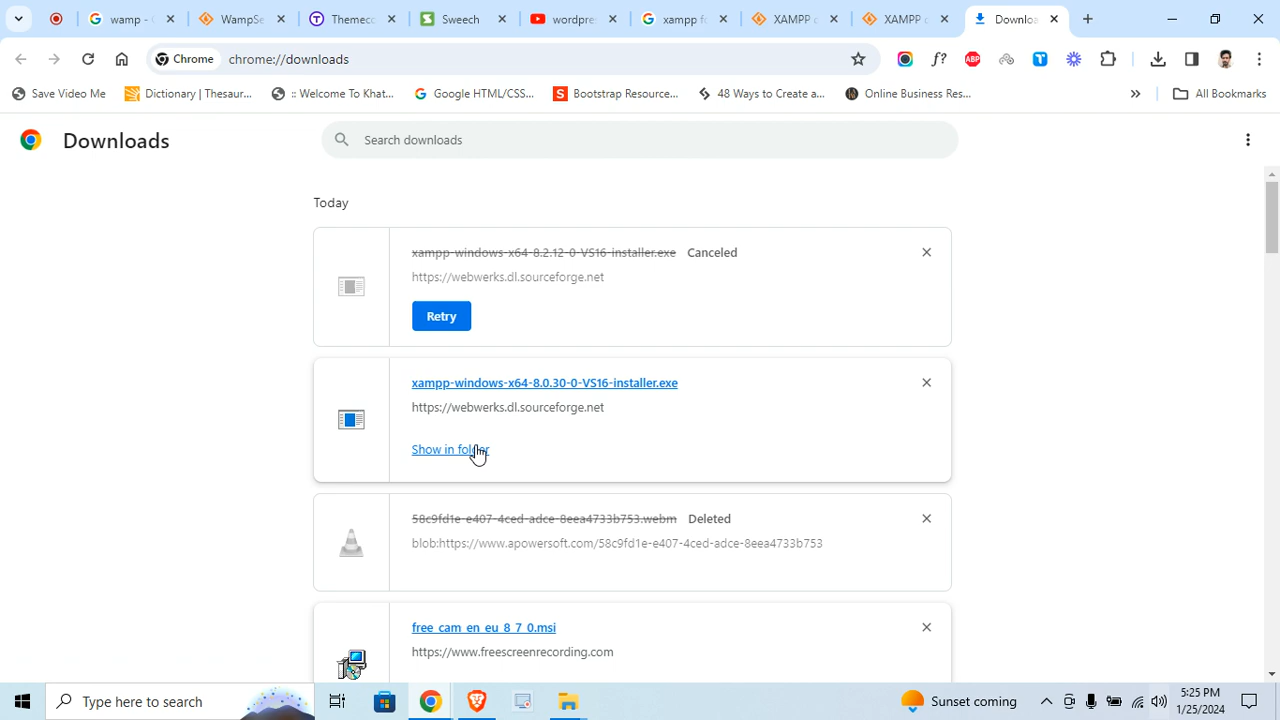 wamp - G
WampSe
Themecc
Sweech
wordpre
xampp fo
XAMPP d
XAMPP d
Downloa
Chrome
chrome://downloads
f?
ABP
Save Video Me
Dictionary | Thesaur...
:: Welcome To Khat...
Google HTML/CSS...
Bootstrap Resource...
48 Ways to Create a...
Online Business Res...
»
All Bookmarks
Downloads
Search downloads
Today
xampp-windows-x64-8.2.12-0-VS16-installer.exe Canceled
https://webwerks.dl.sourceforge.net
Retry
xampp-windows-x64-8.0.30-0-VS16-installer.exe
https://webwerks.dl.sourceforge.net
Show in folder
58c9fd1e-e407-4ced-adce-8eea4733b753.webm Deleted
blob:https://www.apowersoft.com/58c9fd1e-e407-4ced-adce-8eea4733b753
free_cam_en_eu_8_7_0.msi
https://www.freescreenrecording.com
Type here to search
Sunset coming
5:25 PM
1/25/2024